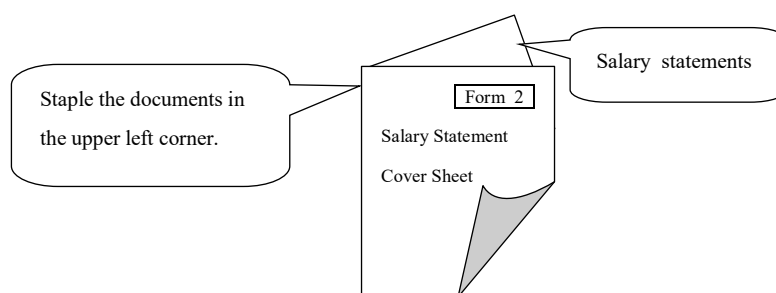 Salary statements
Staple the documents in
the upper left corner.
Form 2
Salary Statement
Cover Sheet